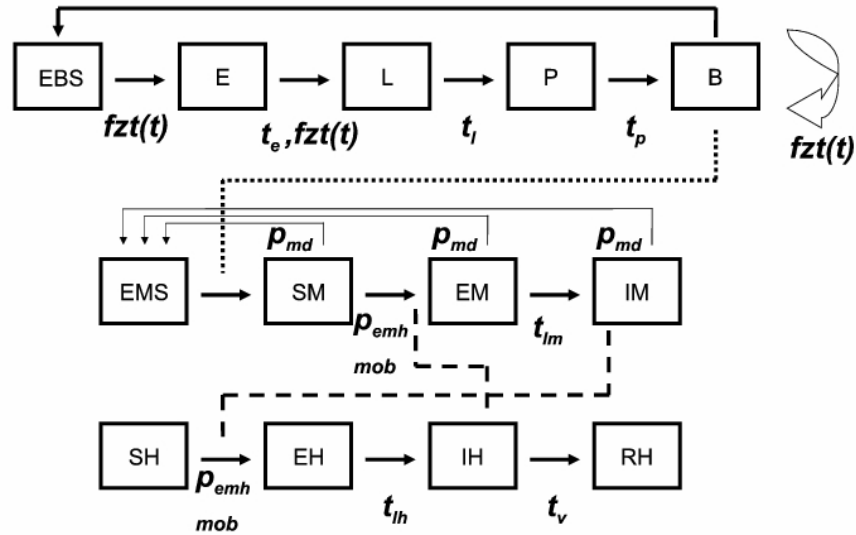 EBS E L P B
fzt(t) t_e,fzt(t) t_l t_p fzt(t)
p_md p_md p_md
EMS SM EM IM
p_emh t_lm
mob
SH EH IH RH
p_emh t_lh t_v
mob